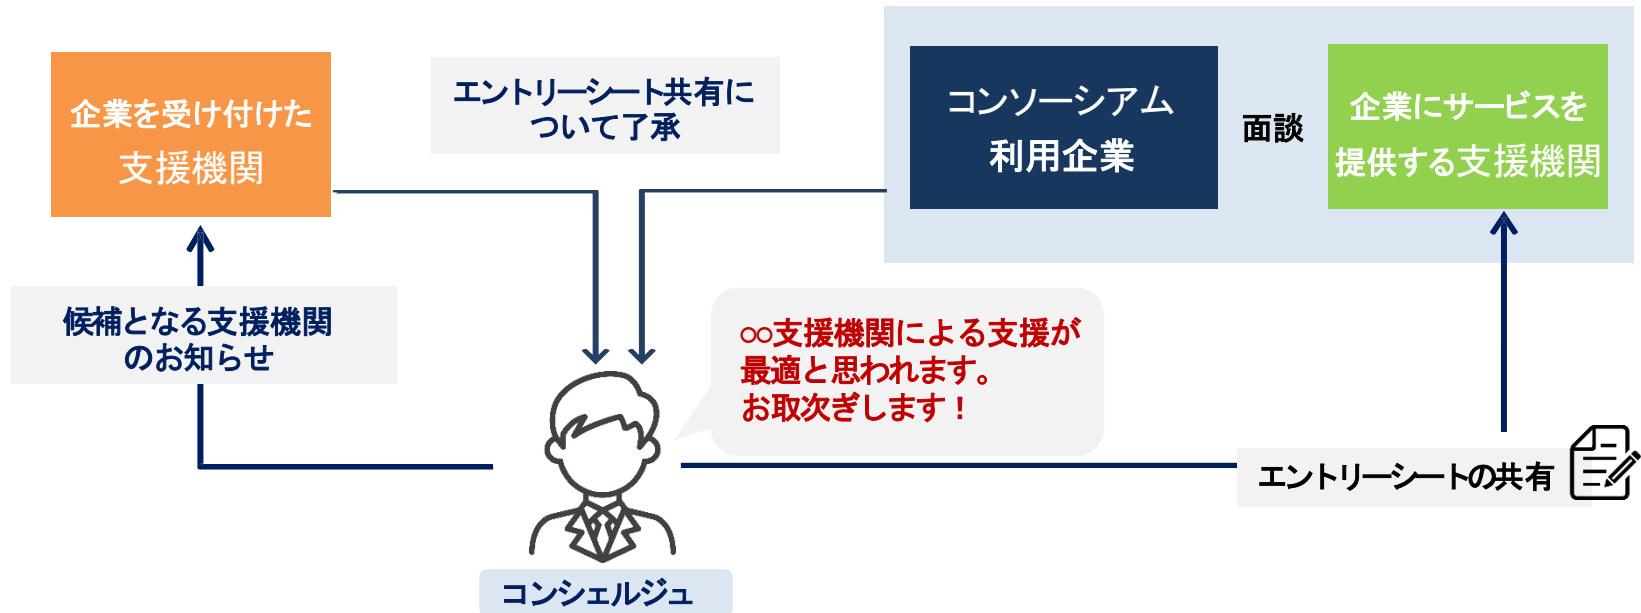 企業を受け付けた
支援機関
エントリーシート共有に
ついて了承
コンソーシアム
利用企業
面談
企業にサービスを
提供する支援機関
候補となる支援機関
のお知らせ
○○支援機関による支援が
最適と思われます。
お取次ぎします！
エントリーシートの共有
コンシェルジュ